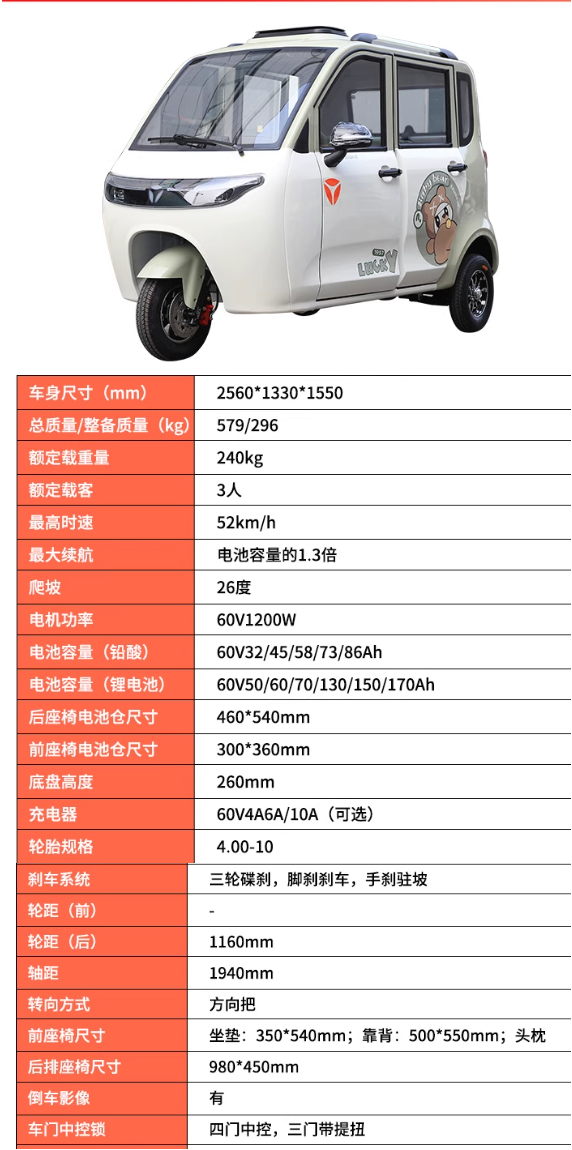 LUCKY
车身尺寸（mm） 2560*1330*1550
总质量/整备质量（kg） 579/296
额定载重量 240kg
额定载客 3人
最高时速 52km/h
最大续航 电池容量的1.3倍
爬坡 26度
电机功率 60V1200W
电池容量（铅酸） 60V32/45/58/73/86Ah
电池容量（锂电池） 60V50/60/70/130/150/170Ah
后座椅电池仓尺寸 460*540mm
前座椅电池仓尺寸 300*360mm
底盘高度 260mm
充电器 60V4A6A/10A（可选）
轮胎规格 4.00-10
刹车系统 三轮碟刹，脚刹刹车，手刹驻坡
轮距（前） -
轮距（后） 1160mm
轴距 1940mm
转向方式 方向把
前座椅尺寸 坐垫：350*540mm；靠背：500*550mm；头枕
后排座椅尺寸 980*450mm
倒车影像 有
车门中控锁 四门中控，三门带提扭